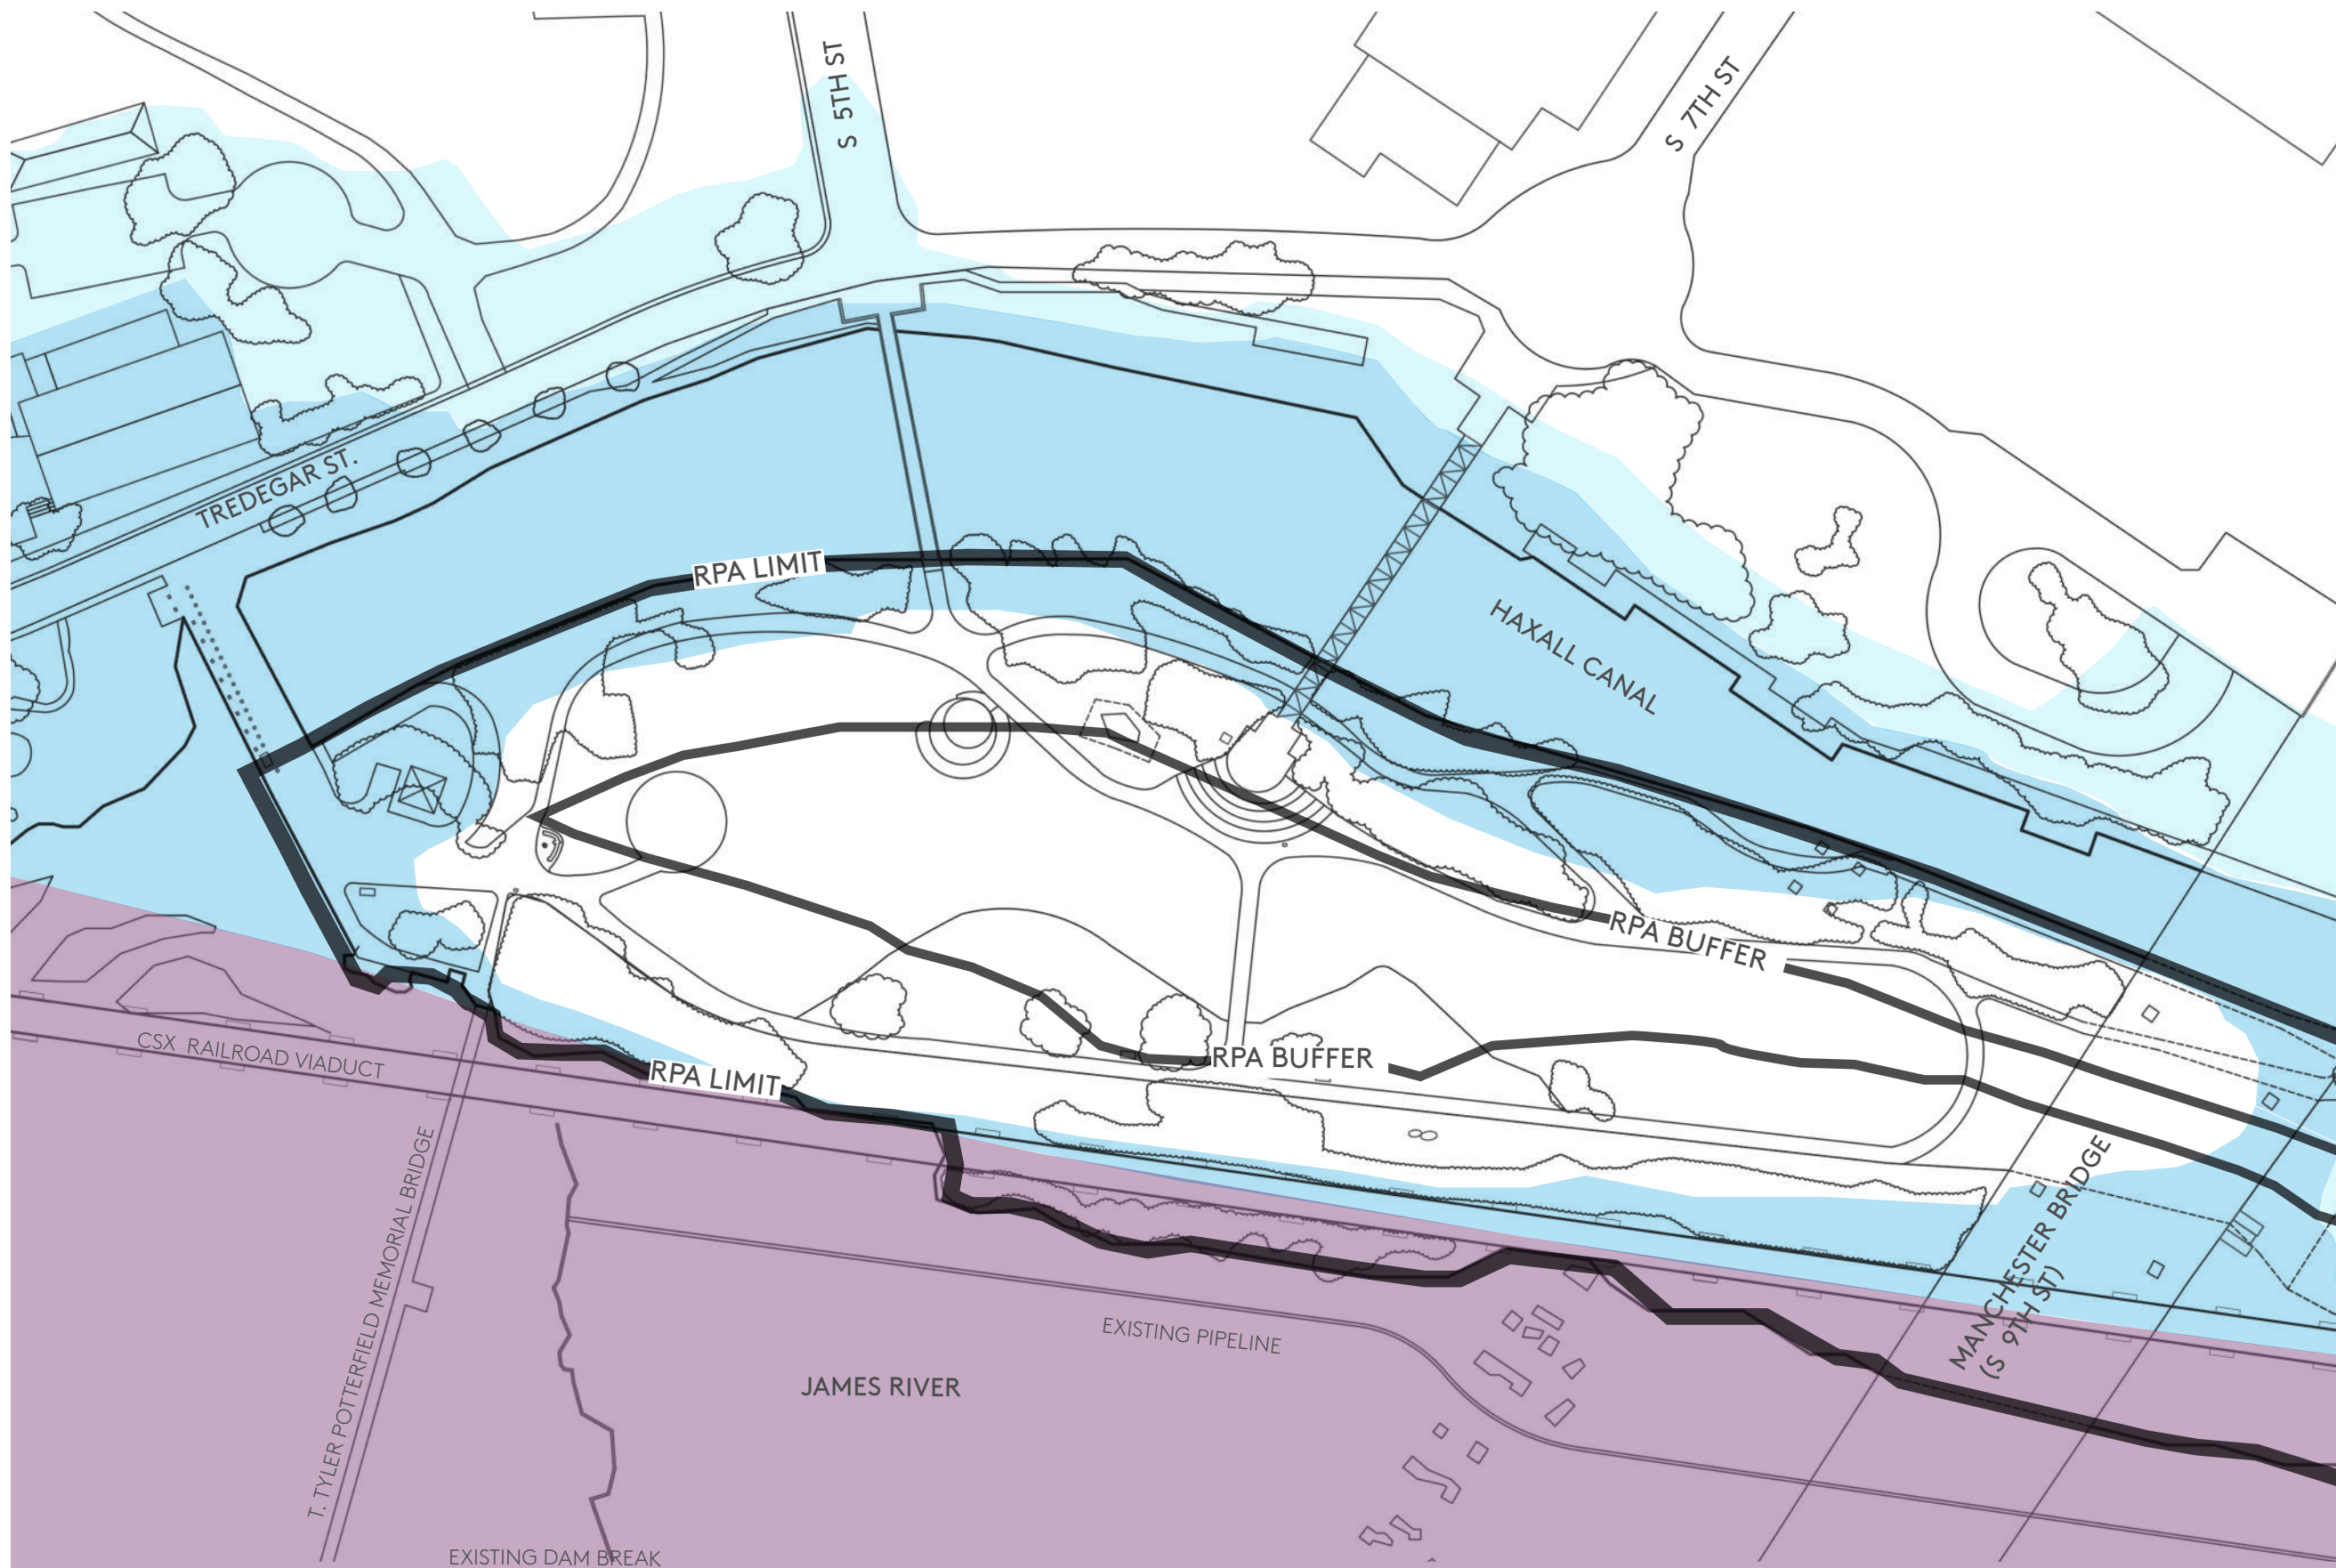 S 5TH ST
S 7TH ST
TREDEGAR ST.
RPA LIMIT
HAXALL CANAL
RPA BUFFER
RPA BUFFER
CSX RAILROAD VIADUCT
RPA LIMIT
T. TYLER POTTERFIELD MEMORIAL BRIDGE
MANCHESTER BRIDGE
(S 9TH ST)
EXISTING PIPELINE
JAMES RIVER
EXISTING DAM BREAK